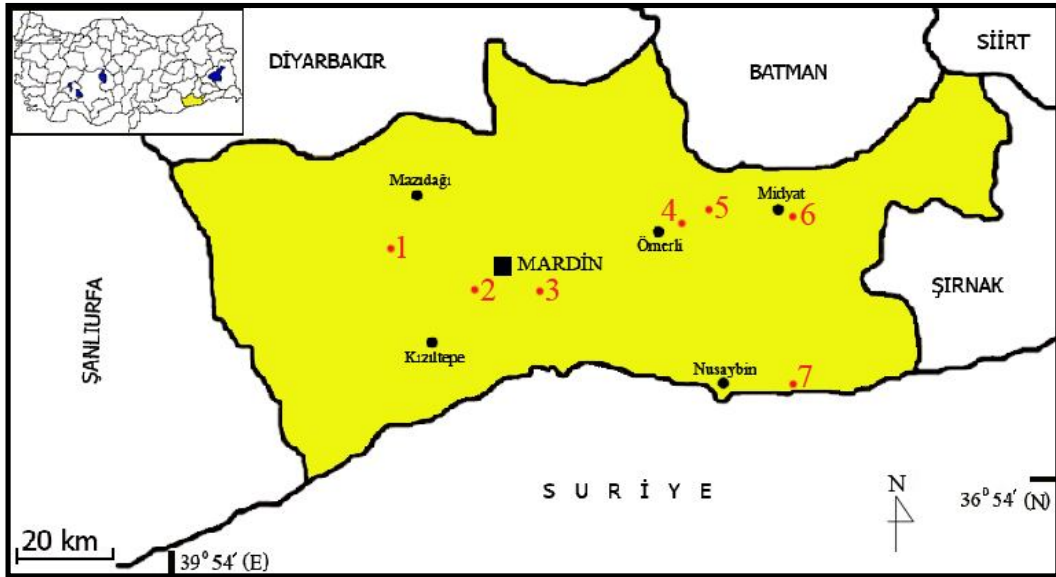 DİYARBAKIR
BATMAN
SİİRT
Mazıdağı
Midyat
5
4
6
Ömerli
1
MARDİN
2
3
ŞIRNAK
ŞANLIURFA
Kızıltepe
Nusaybin
7
S U R İ Y E
N
36° 54′ (N)
20 km
39° 54′ (E)